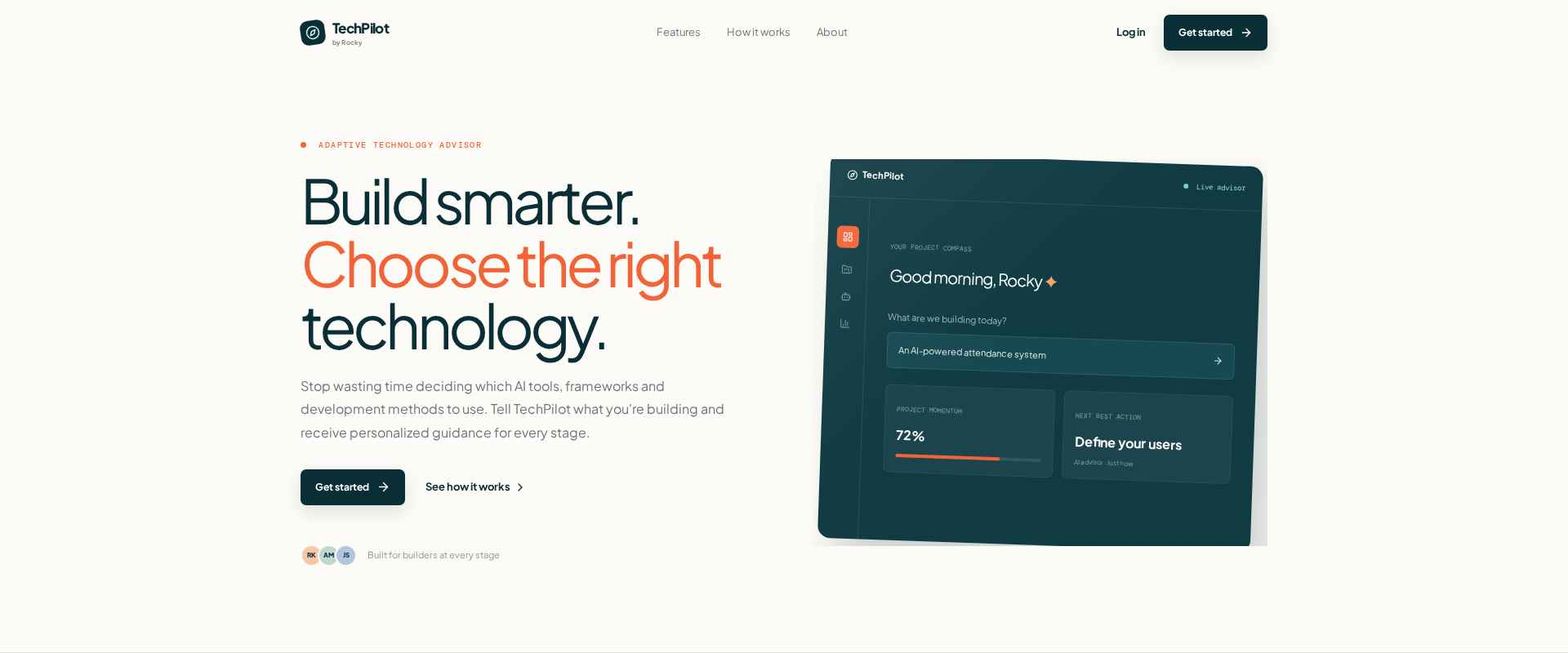 TechPilot
by Rocky
Features
How it works
About
Log in
Get started
ADAPTIVE TECHNOLOGY ADVISOR
Build smarter.
Choose the right
technology.
Stop wasting time deciding which AI tools, frameworks and
development methods to use. Tell TechPilot what you're building and
receive personalized guidance for every stage.
Get started
See how it works
RK AM JS
Built for builders at every stage
TechPilot
Live advisor
YOUR PROJECT COMPASS
Good morning, Rocky
What are we building today?
An AI-powered attendance system
PROJECT MOMENTUM
72%
NEXT BEST ACTION
Define your users
AI advisor · Just now